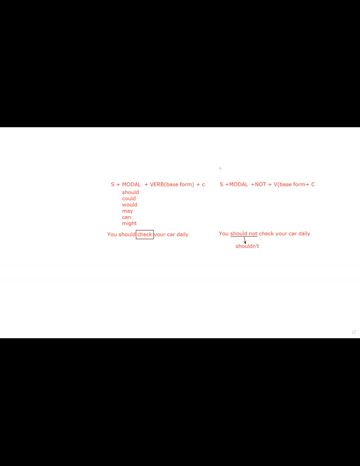 S + MODAL + VERB(base form) + c
should
could
would
may
can
might
You should check your car daily
S +MODAL +NOT + V(base form+ C
You should not check your car daily
shouldn't